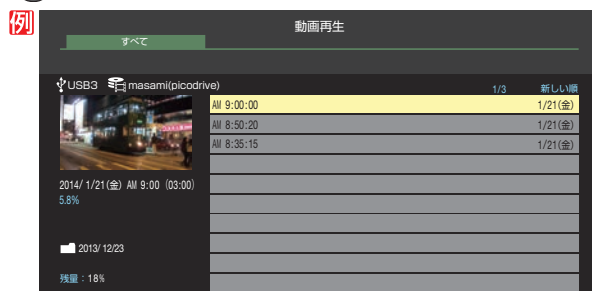 例
動画再生
すべて
USB3 masami(picodrive)
1/3 新しい順
AM 9:00:00 1/21(金)
AM 8:50:20 1/21(金)
AM 8:35:15 1/21(金)
2014/ 1/21(金) AM 9:00 (03:00)
5.8%
2013/ 12/23
残量：18%